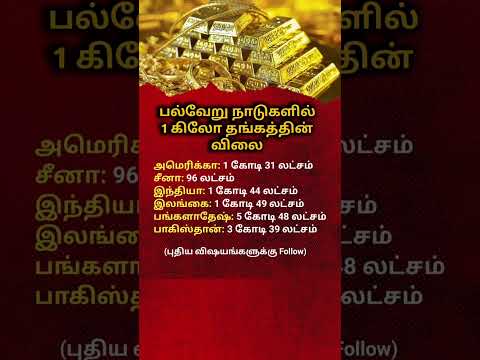 பல்வேறு நாடுகளில்
1 கிலோ தங்கத்தின்
விலை
அமெரிக்கா: 1 கோடி 31 லட்சம்
சீனா: 96 லட்சம்
இந்தியா: 1 கோடி 44 லட்சம்
இலங்கை: 1 கோடி 49 லட்சம்
பங்களாதேஷ்: 5 கோடி 48 லட்சம்
பாகிஸ்தான்: 3 கோடி 39 லட்சம்
(புதிய விஷயங்களுக்கு Follow)